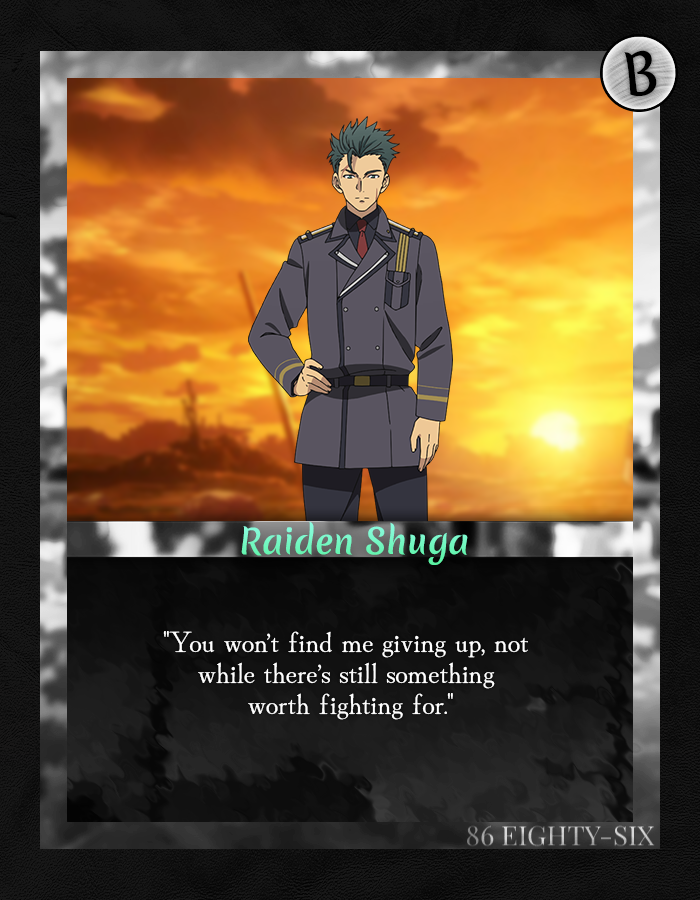 B
Raiden Shuga
"You won't find me giving up, not
while there's still something
worth fighting for."
86 EIGHTY-SIX